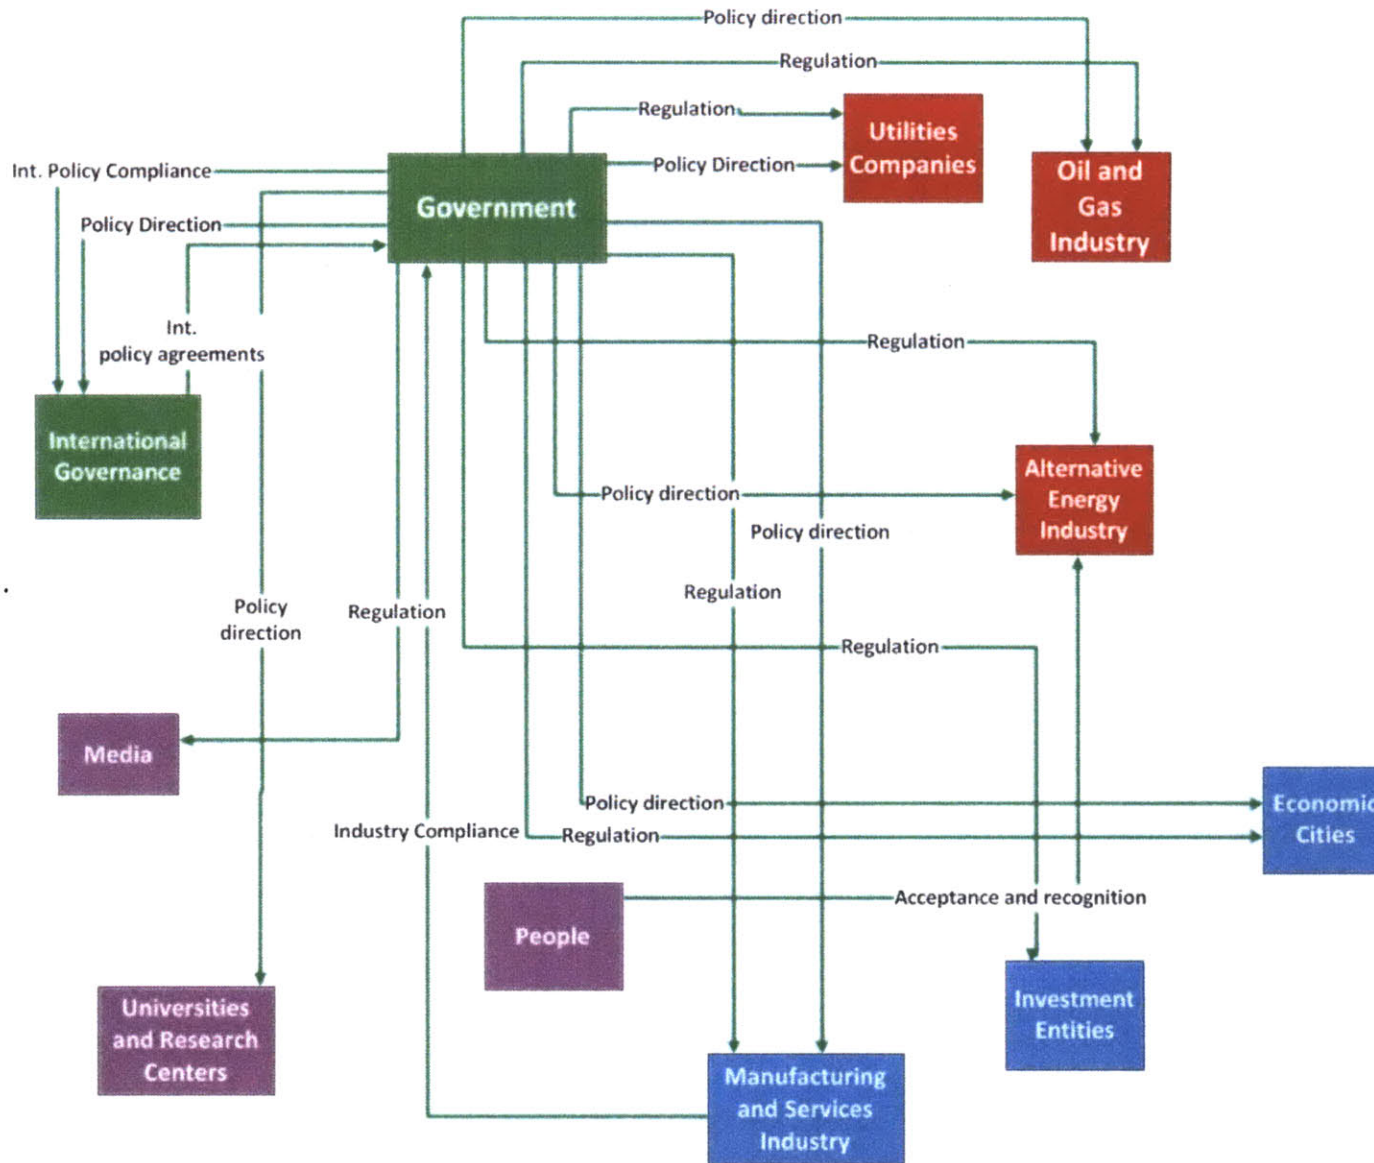 Policy direction
Regulation
Regulation
Utilities
Companies
Policy Direction
Int. Policy Compliance
Oil and
Gas
Industry
Government
Policy Direction
Int.
policy agreements
Regulation
International
Governance
Alternative
Energy
Industry
Policy direction
Policy direction
Regulation
Policy
direction
Regulation
Regulation
Media
Policy direction
Economic
Cities
Industry Compliance
Regulation
Acceptance and recognition
People
Universities
and Research
Centers
Investment
Entities
Manufacturing
and Services
Industry